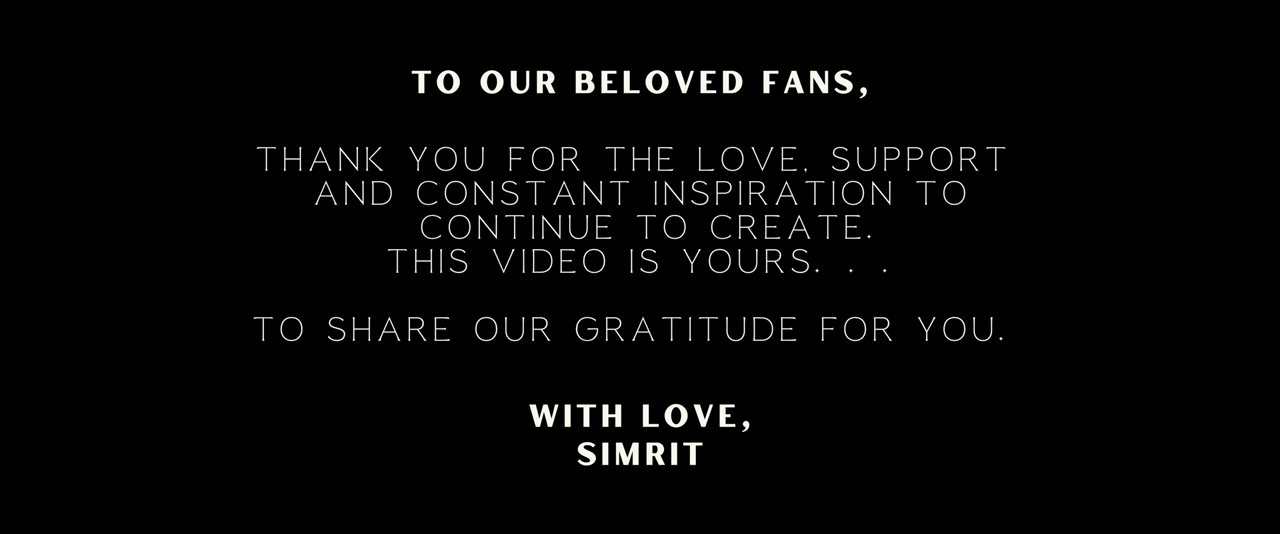 TO OUR BELOVED FANS,
THANK YOU FOR THE LOVE, SUPPORT
AND CONSTANT INSPIRATION TO
CONTINUE TO CREATE.
THIS VIDEO IS YOURS. . .
TO SHARE OUR GRATITUDE FOR YOU.
WITH LOVE,
SIMRIT